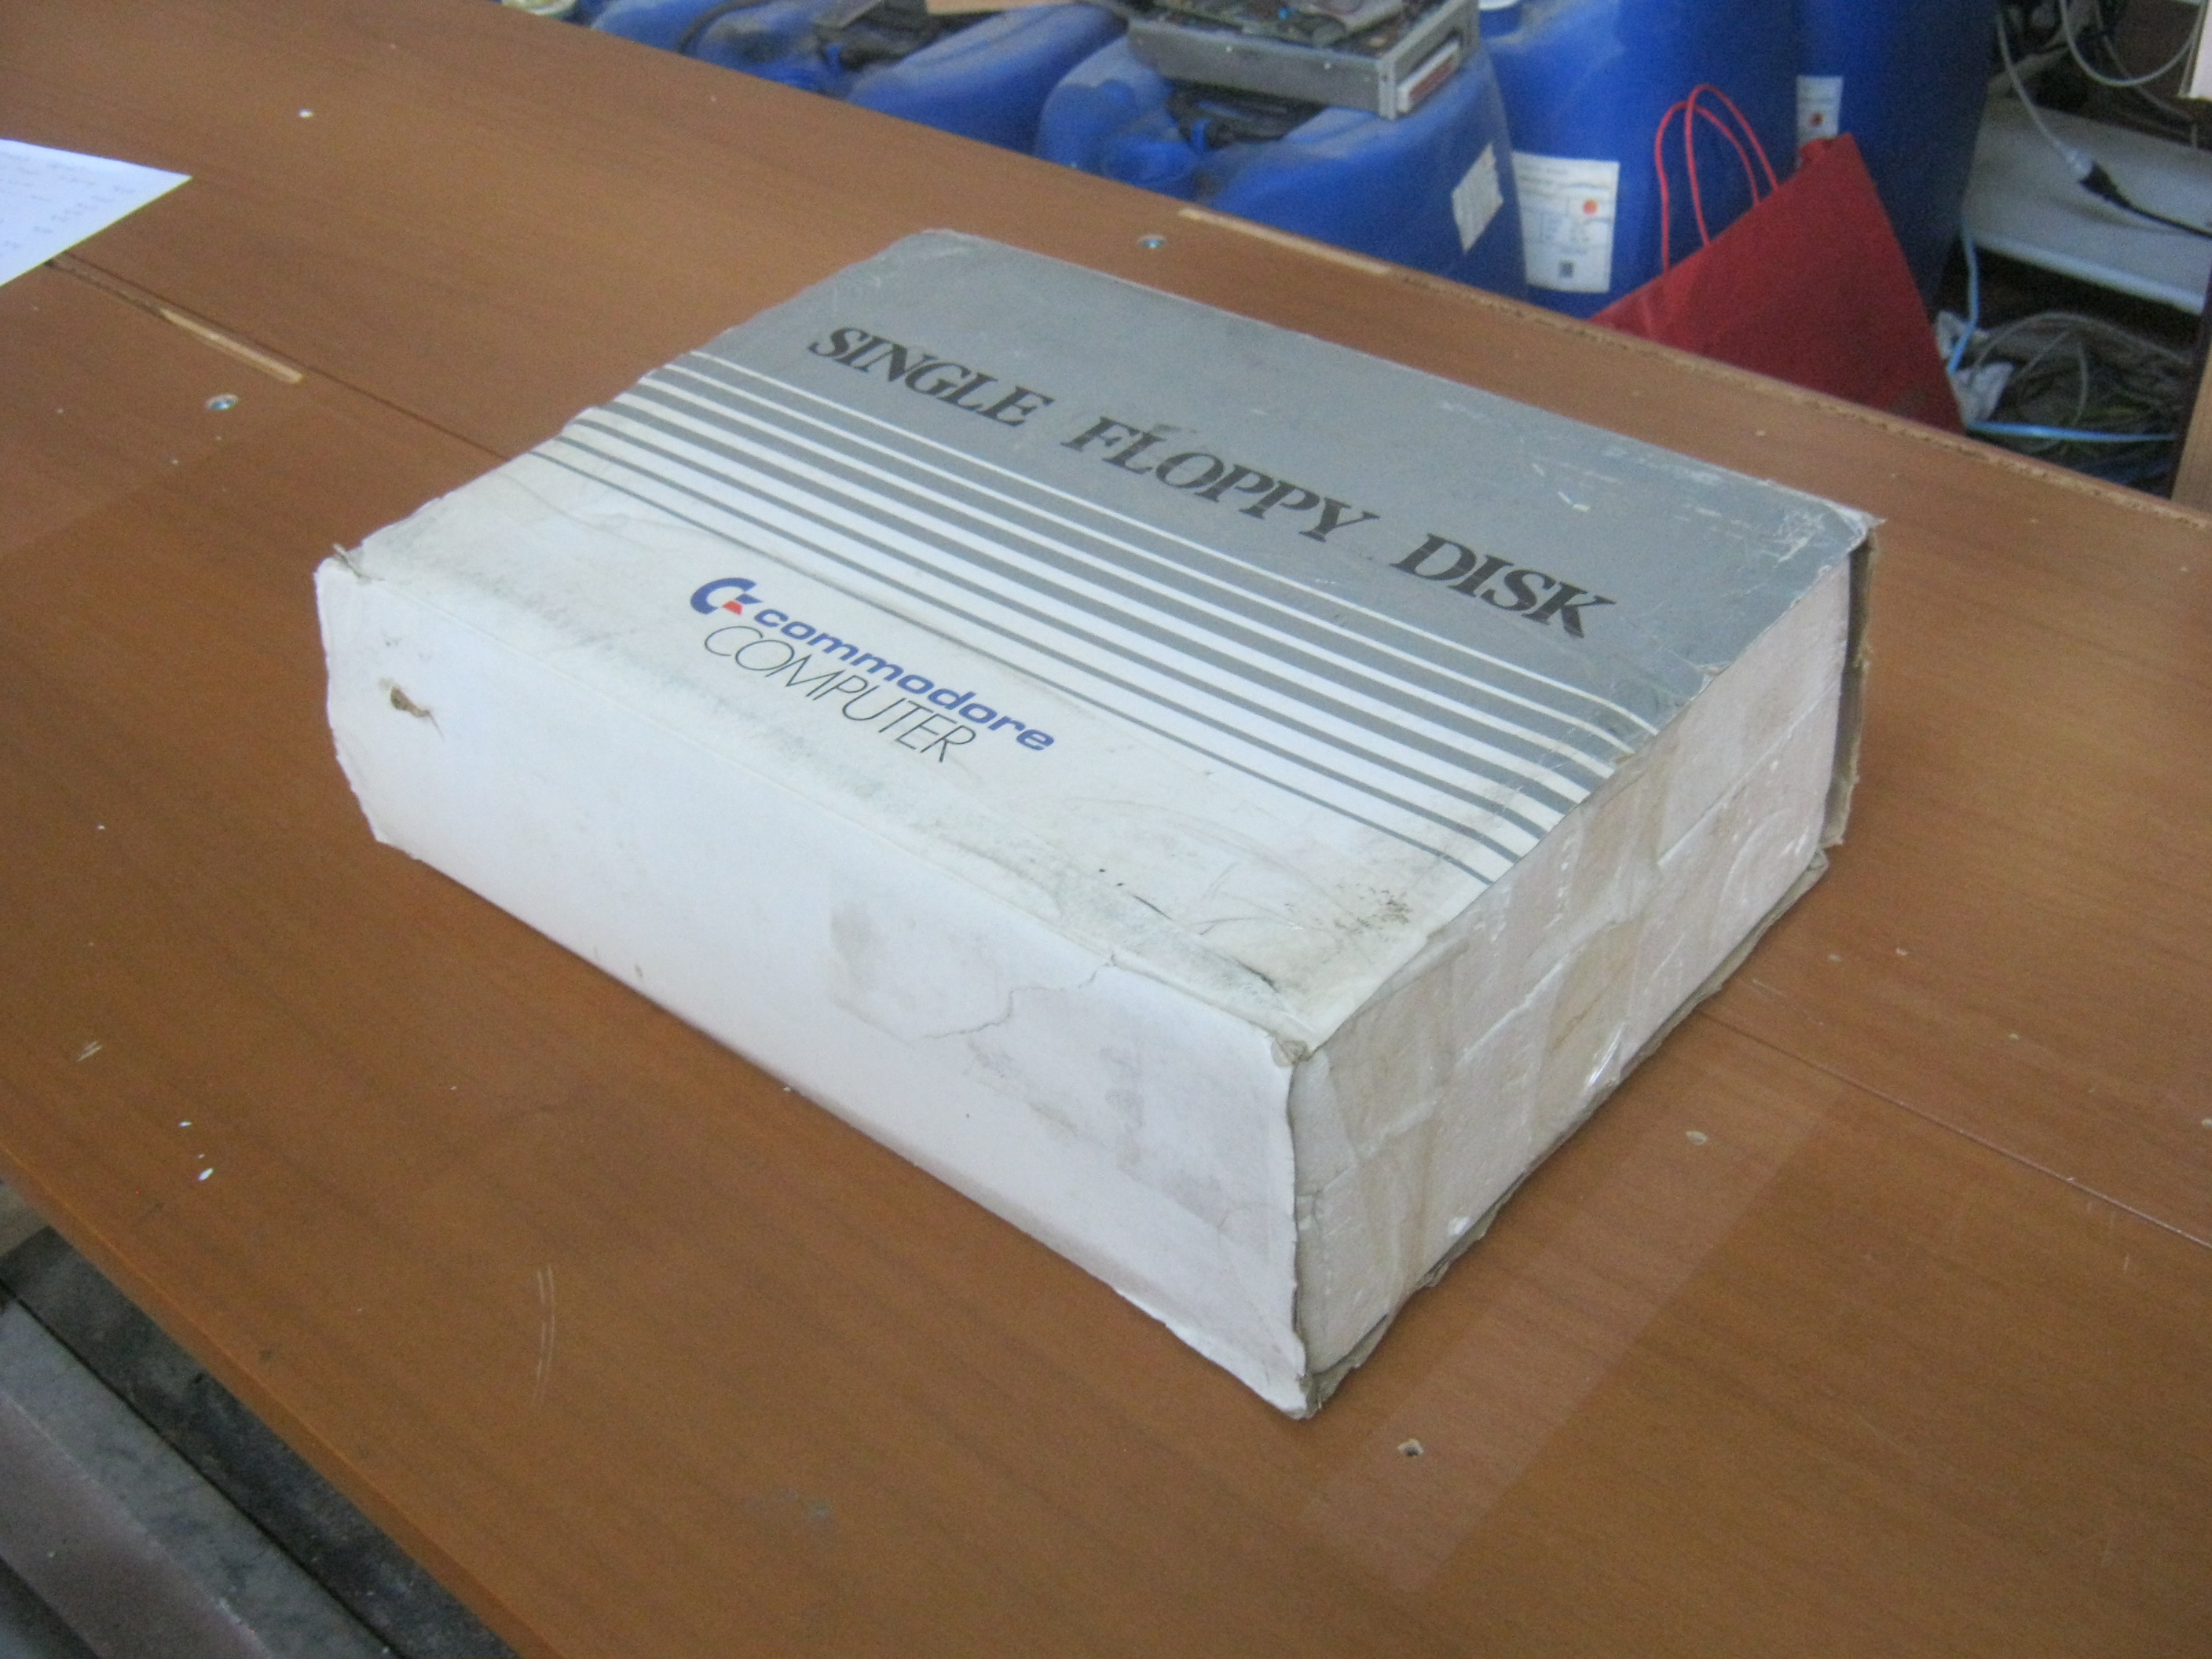 SINGLE FLOPPY DISK
commodore
COMPUTER